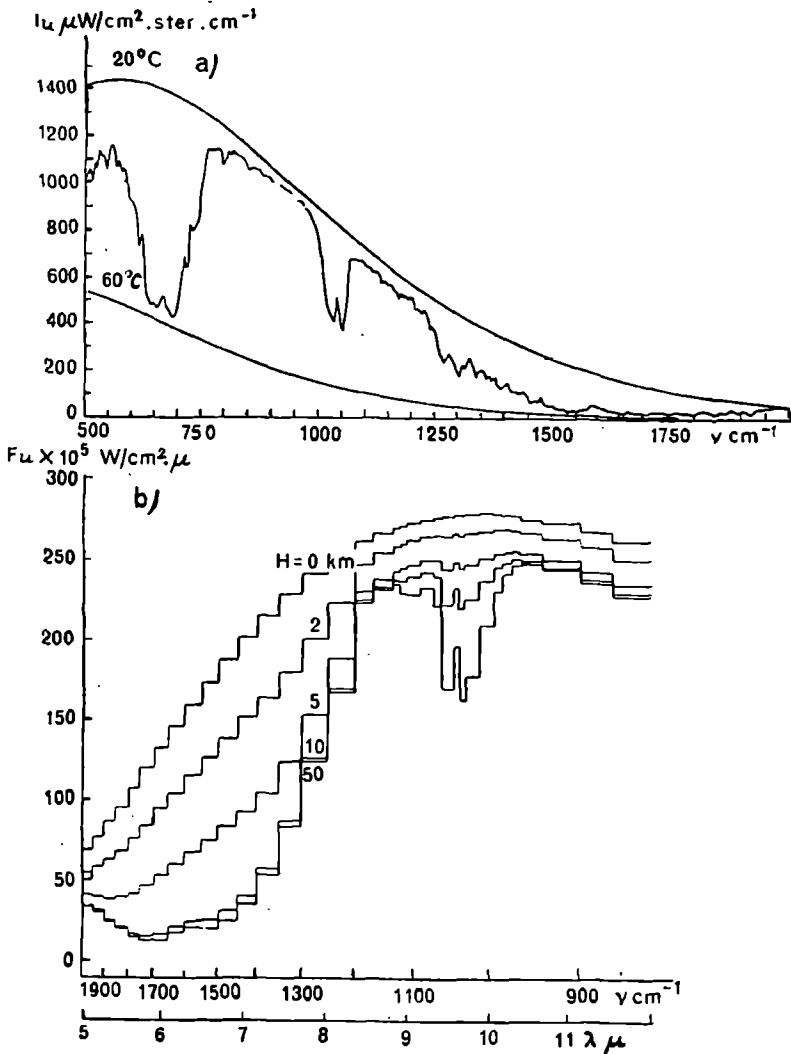 Iu μW/cm².ster.cm⁻¹
a)
20°C
1400
1200
1000
800
600
60°C
400
200
0
500 750 1000 1250 1500 1750 ν cm⁻¹
Fu × 10⁵ W/cm².μ
b)
300
250
H=0 km
200
2
150
5
10
100
50
50
0
1900 1700 1500 1300 1100 900 ν cm⁻¹
5 6 7 8 9 10 11 λ μ